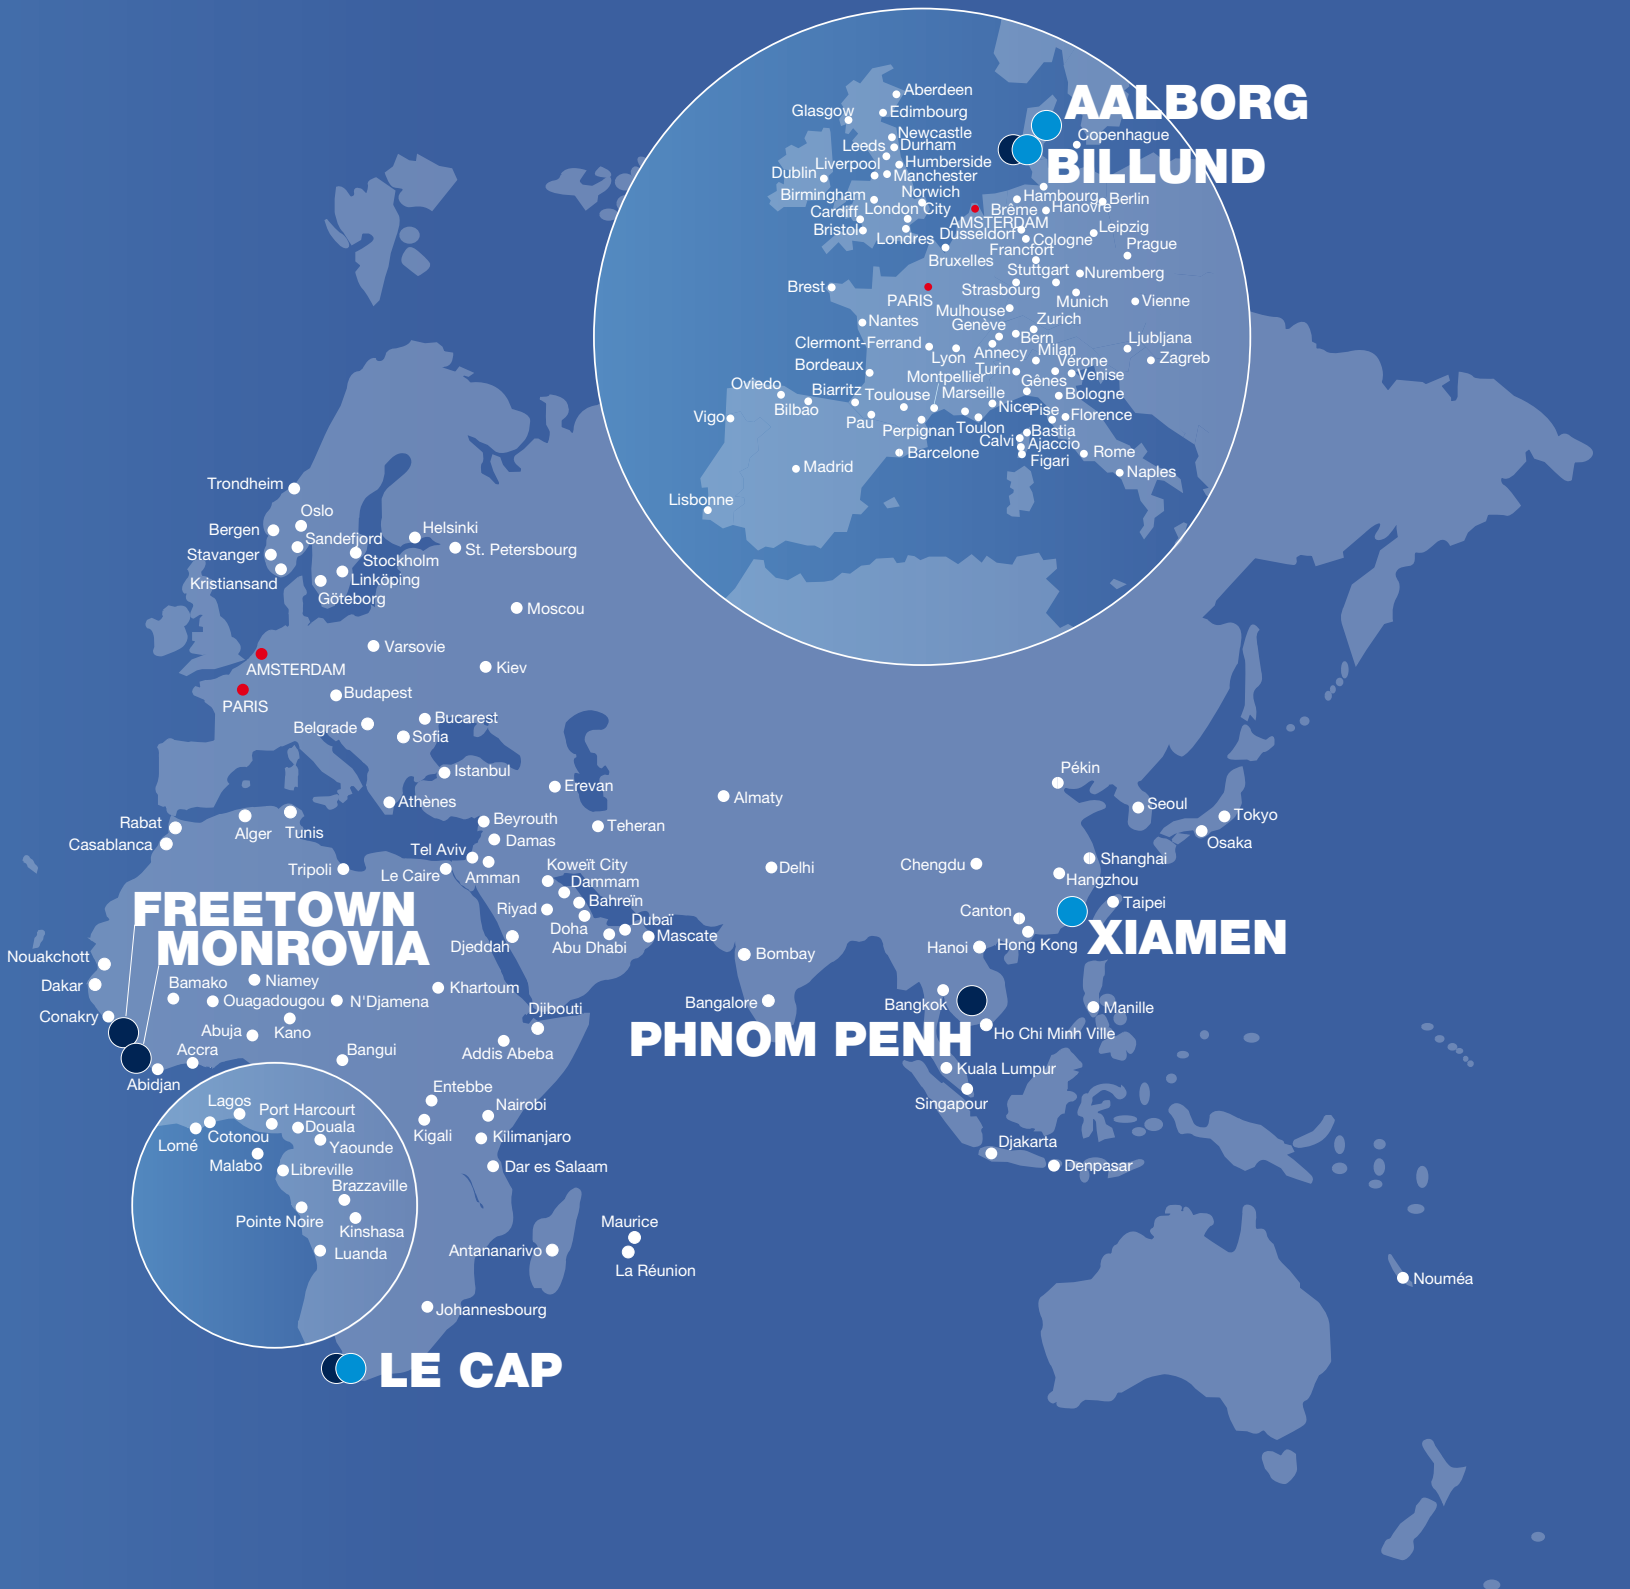 AALBORG
BILLUND
Aberdeen
Glasgow
Edimbourg
Newcastle
Leeds
Durham
Liverpool
Humberside
Dublin
Manchester
Birmingham
Norwich
Cardiff
London City
Bristol
Londres
Copenhague
Hambourg
Berlin
Brême
Hanovre
AMSTERDAM
Dusseldorf
Cologne
Leipzig
Francfort
Prague
Bruxelles
Stuttgart
Nuremberg
Brest
Strasbourg
PARIS
Munich
Vienne
Mulhouse
Nantes
Genève
Zurich
Bern
Clermont-Ferrand
Ljubljana
Lyon
Annecy
Milan
Zagreb
Bordeaux
Turin
Vérone
Venise
Oviedo
Biarritz
Montpellier
Gênes
Bilbao
Toulouse
Marseille
Bologne
Nice
Pise
Florence
Vigo
Pau
Perpignan
Toulon
Bastia
Calvi
Ajaccio
Barcelone
Figari
Rome
Madrid
Naples
Lisbonne
Trondheim
Oslo
Bergen
Sandefjord
Helsinki
Stavanger
Stockholm
St. Petersbourg
Kristiansand
Linköping
Göteborg
Moscou
Varsovie
AMSTERDAM
Kiev
PARIS
Budapest
Belgrade
Bucarest
Sofia
Istanbul
Erevan
Athènes
Almaty
Pékin
Seoul
Tokyo
Osaka
Rabat
Alger
Tunis
Casablanca
Beyrouth
Teheran
Damas
Tel Aviv
Tripoli
Le Caire
Amman
Koweït City
Dammam
Delhi
Chengdu
Shanghai
Hangzhou
Riyad
Bahreïn
Doha
Dubaï
Abu Dhabi
Mascate
Djeddah
Canton
Taipei
Hong Kong
Hanoi
XIAMEN
FREETOWN
MONROVIA
Bombay
Nouakchott
Dakar
Conakry
Bamako
Niamey
Ouagadougou
N'Djamena
Khartoum
Djibouti
Bangalore
Bangkok
PHNOM PENH
Manille
Ho Chi Minh Ville
Abuja
Kano
Accra
Bangui
Addis Abeba
Abidjan
Kuala Lumpur
Singapour
Lagos
Port Harcourt
Douala
Cotonou
Lomé
Yaounde
Malabo
Libreville
Brazzaville
Pointe Noire
Kinshasa
Luanda
Entebbe
Nairobi
Kigali
Kilimanjaro
Dar es Salaam
Djakarta
Denpasar
Maurice
Antananarivo
La Réunion
Nouméa
Johannesbourg
LE CAP